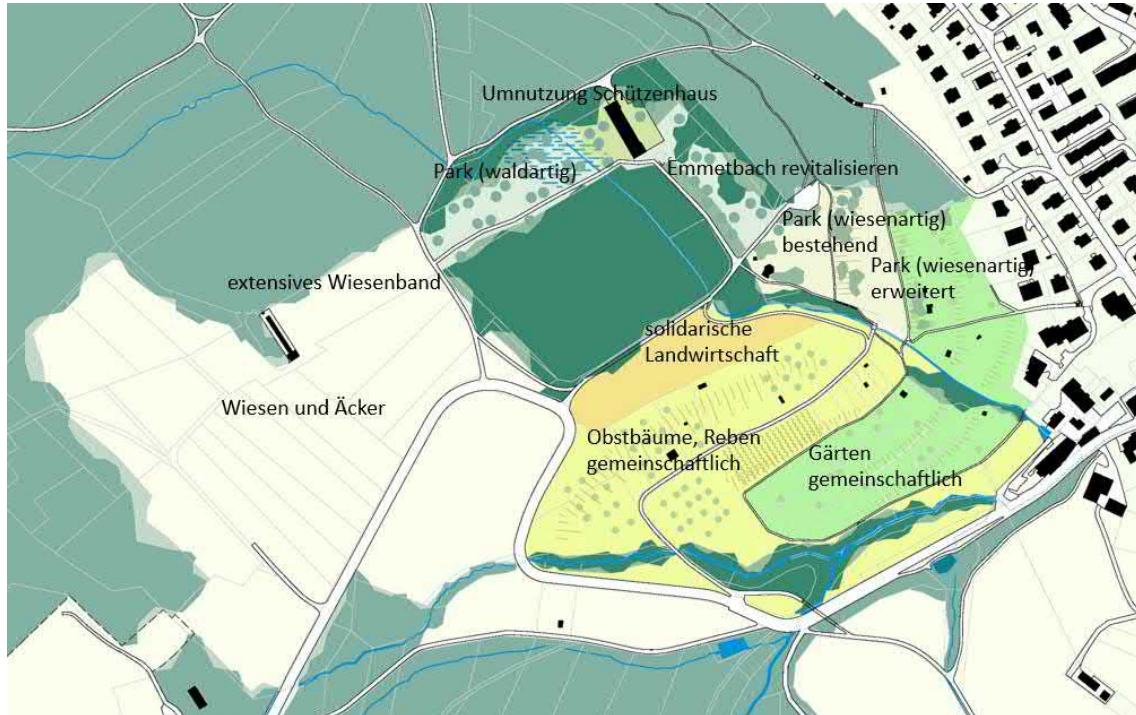 Umnutzung Schützenhaus
Park (waldartig)
Emmetbach revitalisieren
Park (wiesenartig)
bestehend
Park (wiesenartig)
erweitert
extensives Wiesenband
solidarische
Landwirtschaft
Wiesen und Äcker
Obstbäume, Reben
gemeinschaftlich
Gärten
gemeinschaftlich